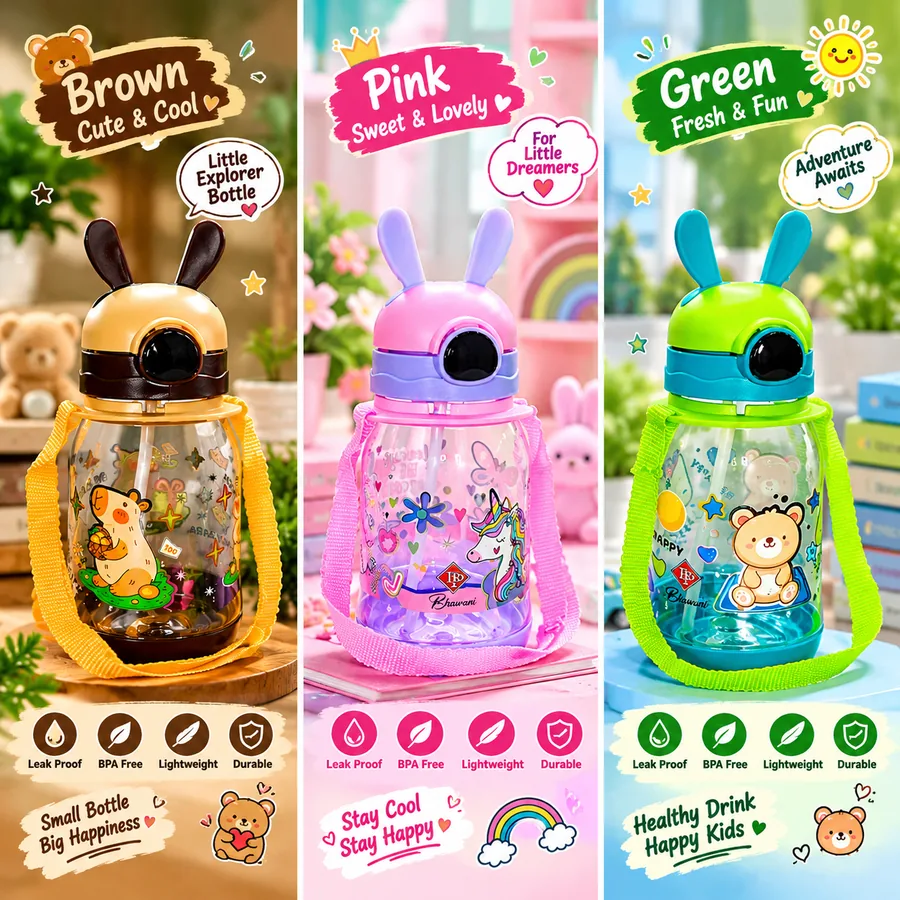 Brown
Cute & Cool
Little
Explorer
Bottle
ZOO
Leak Proof
BPA Free
Lightweight
Durable
Small Bottle
Big Happiness
Pink
Sweet & Lovely
For
Little
Dreamers
Bhawani
Leak Proof
BPA Free
Lightweight
Durable
Stay Cool
Stay Happy
Green
Fresh & Fun
Adventure
Awaits
HAPPY
Bhawani
Leak Proof
BPA Free
Lightweight
Durable
Healthy Drink
Happy Kids